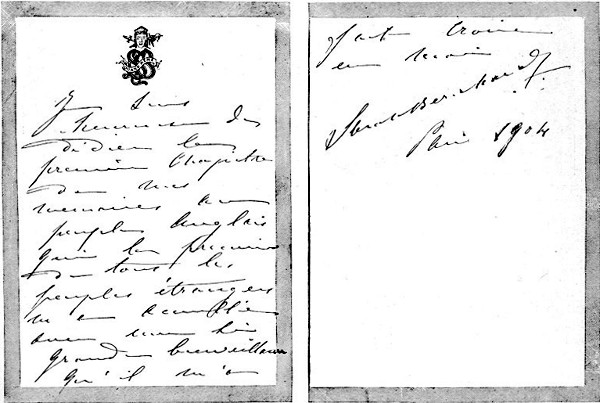 Je suis
heureuse de
dédier le
premier Chapitre
de mes
memoires au
peuple Anglais
qui le premier
de tous les
peuples étrangers
m'a accueillie
avec une si
grande bienveillance
qu'il m'a
fait croire
en moi
Sarah Bernhardt
Paris 1904